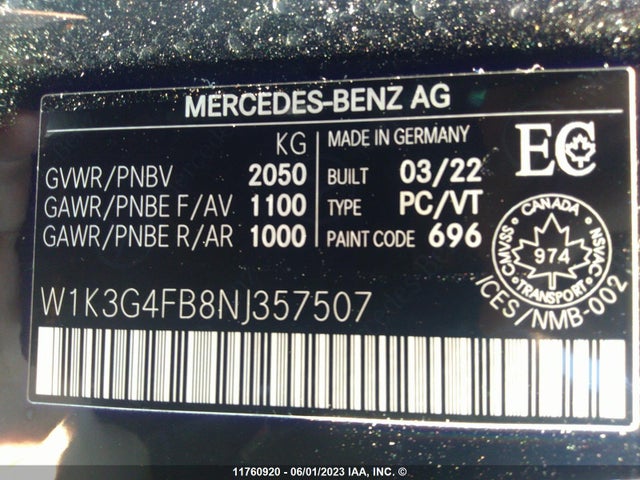 MERCEDES-BENZ AG
KG
GVWR/PNBV 2050
GAWR/PNBE F/AV 1100
GAWR/PNBE R/AR 1000
MADE IN GERMANY
BUILT 03/22
TYPE PC/VT
PAINT CODE 696
EC
CANADA
CMVSS
NSVAC
974
TRANSPORT
ICES/NMB-002
W1K3G4FB8NJ357507
11760920 - 06/01/2023 IAA, INC. ©